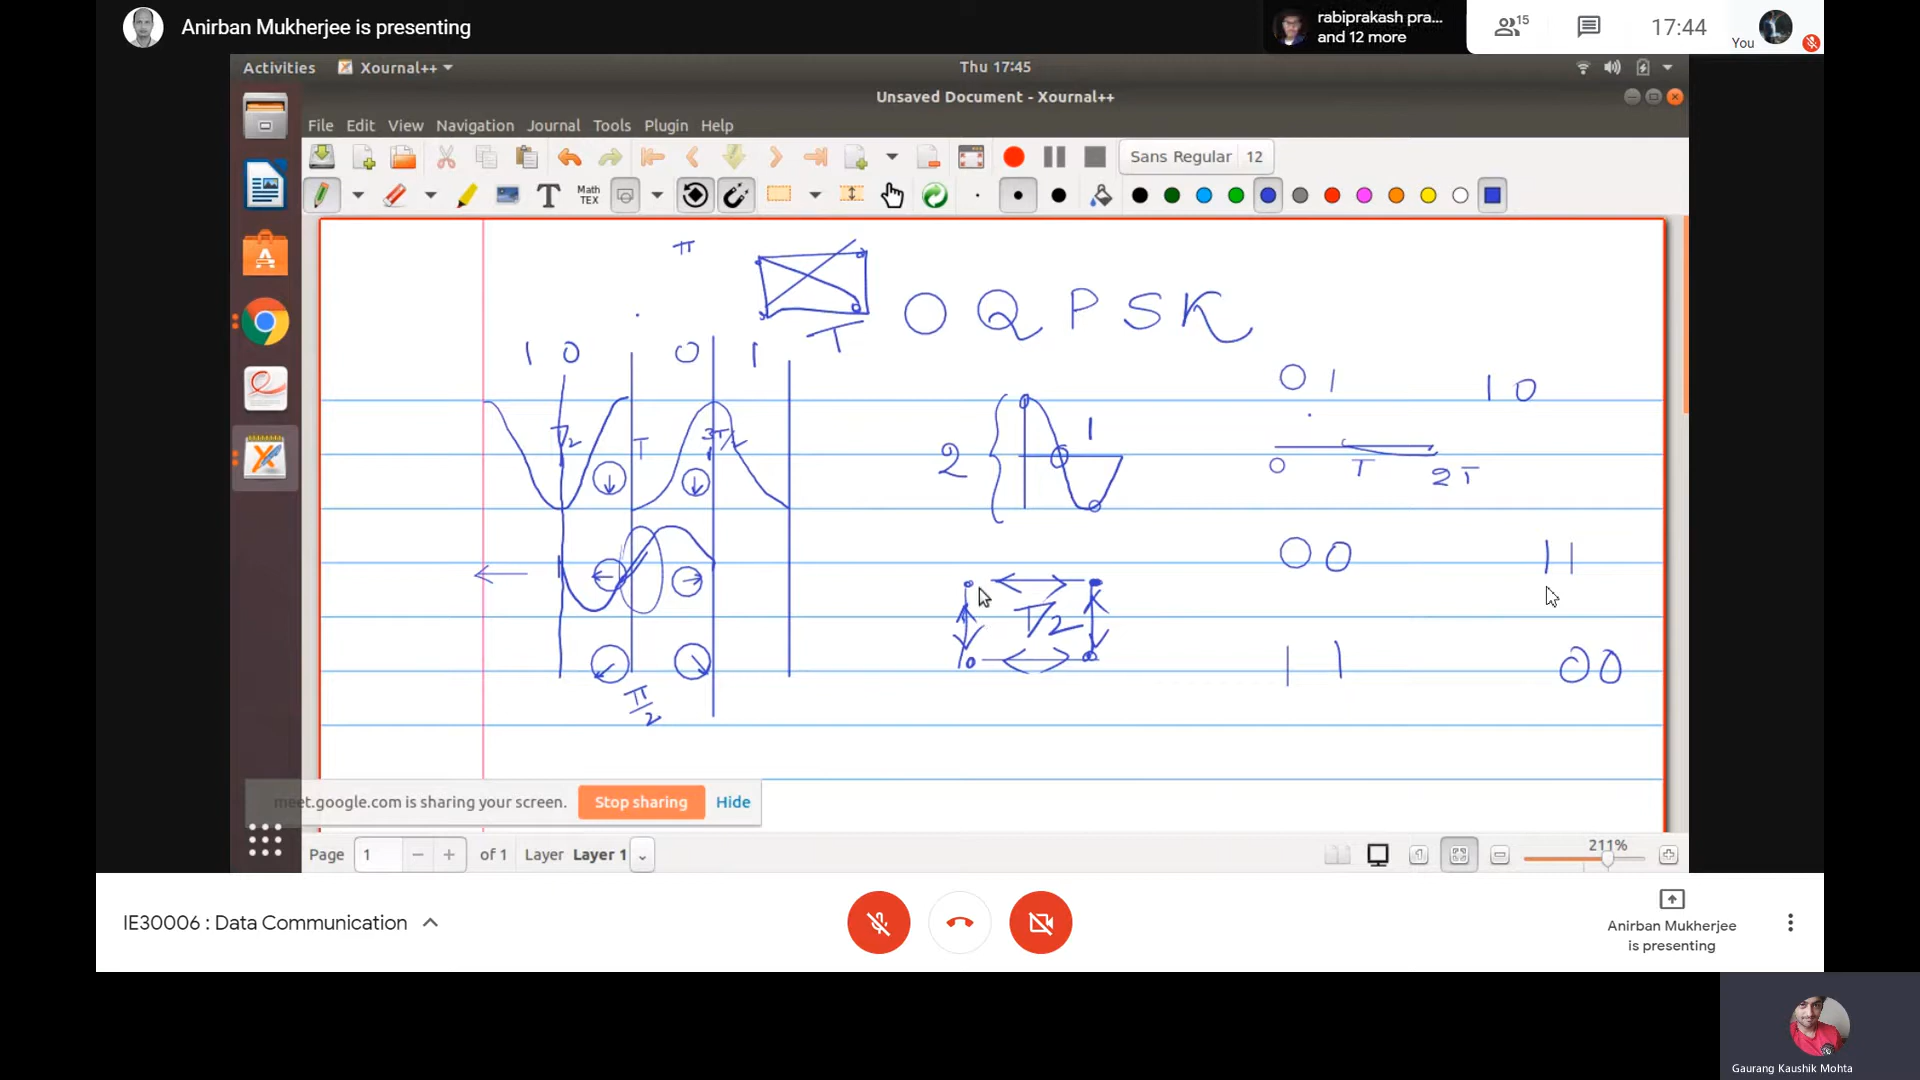 Anirban Mukherjee is presenting
rabiprakash pra...
and 12 more
15
17:44
You
Activities
Xournal++
Thu 17:45
Unsaved Document - Xournal++
File Edit View Navigation Journal Tools Plugin Help
Sans Regular 12
T
Math
TEX
π
T
O Q P S K
1 0 0 1
0 1 1 0
T/2
T
3T/2
2
1
0 T 2T
0 0 1 1
T/2
1 1 0 0
π/2
meet.google.com is sharing your screen. Stop sharing Hide
Page 1 of 1 Layer Layer 1
211%
IE30006 : Data Communication
Anirban Mukherjee
is presenting
Gaurang Kaushik Mohta